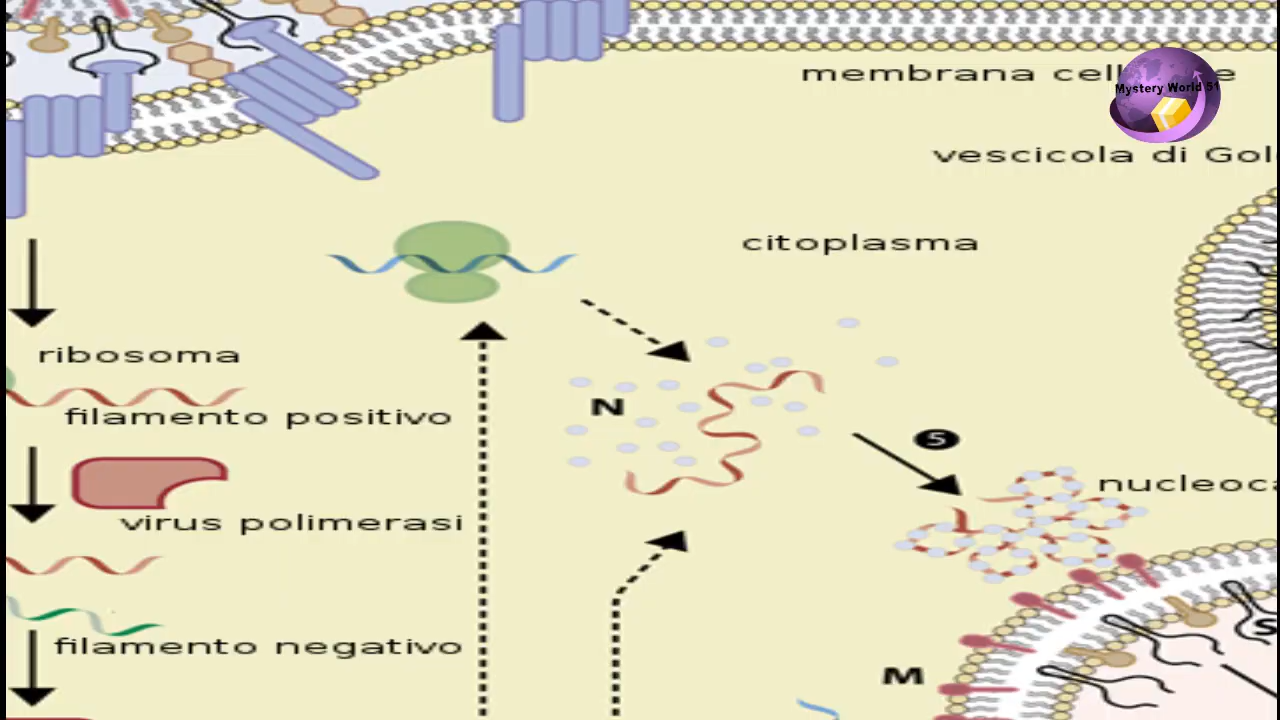 membrana cell
Mystery World 51
vescicola di Gol
citoplasma
ribosoma
filamento positivo
N
5
nucleoca
virus polimerasi
filamento negativo
S
M